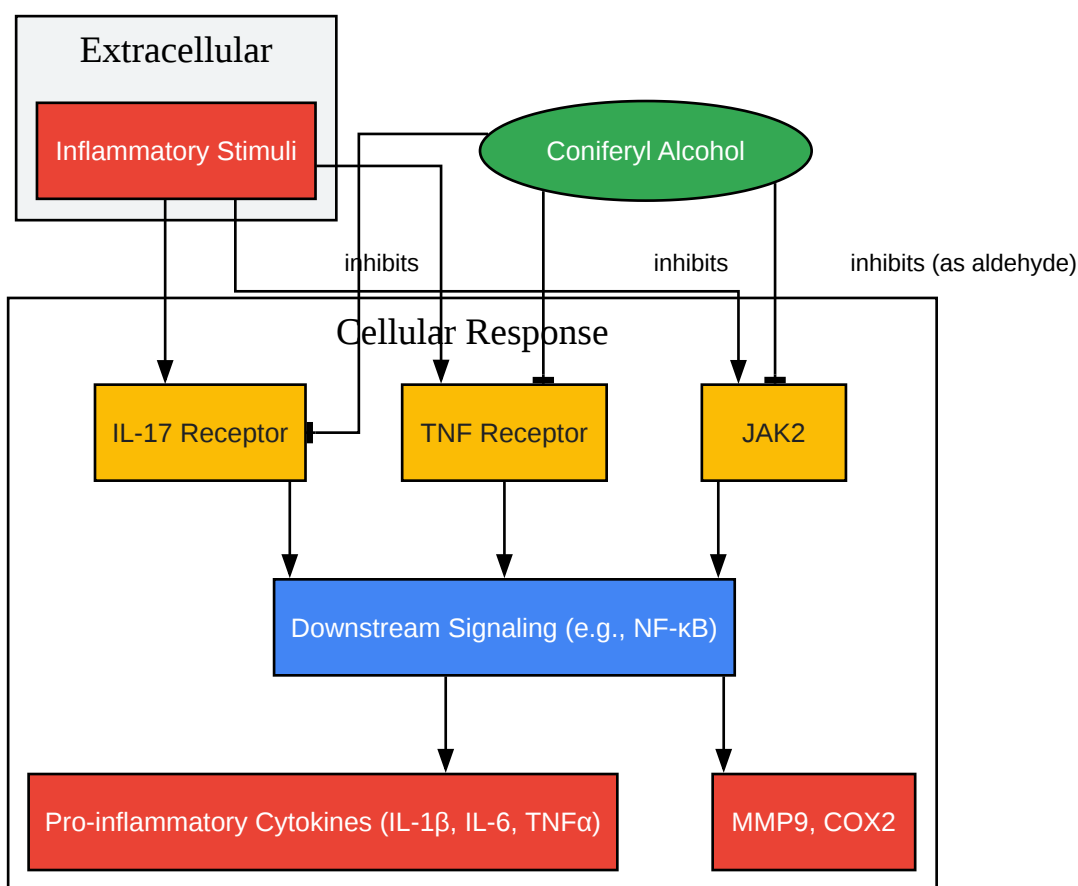 Extracellular
Inflammatory Stimuli
Coniferyl Alcohol
inhibits
inhibits
inhibits (as aldehyde)
Cellular Response
IL-17 Receptor
TNF Receptor
JAK2
Downstream Signaling (e.g., NF-κB)
Pro-inflammatory Cytokines (IL-1β, IL-6, TNFα)
MMP9, COX2